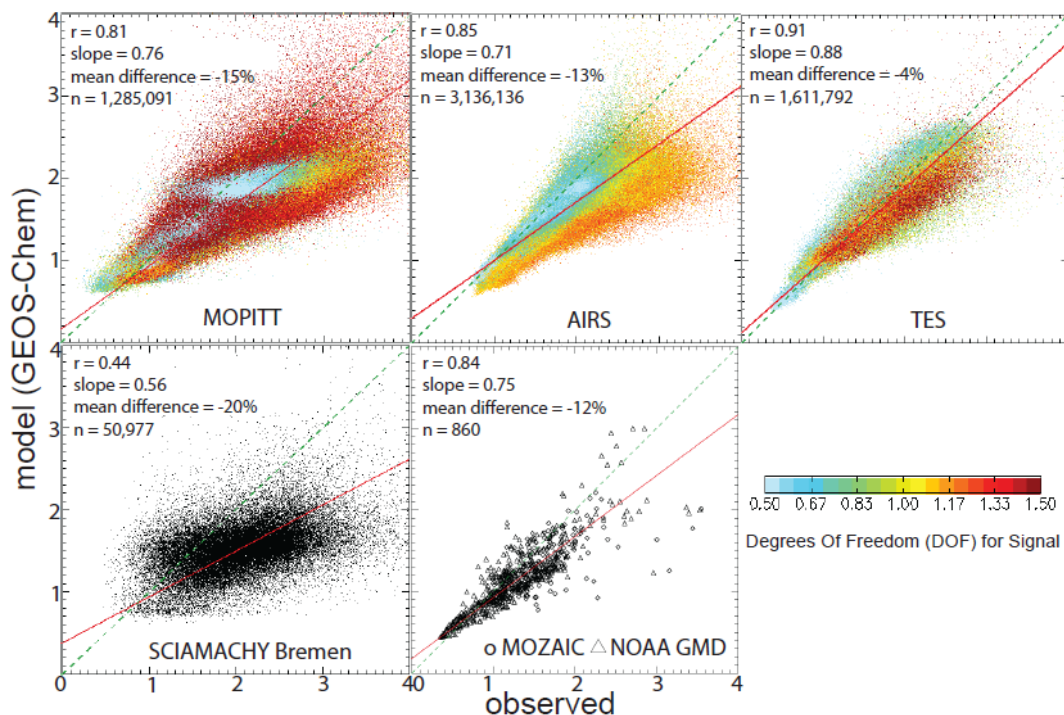 r = 0.81
slope = 0.76
mean difference = -15%
n = 1,285,091
MOPITT
4
3
2
1
0
r = 0.85
slope = 0.71
mean difference = -13%
n = 3,136,136
AIRS
r = 0.91
slope = 0.88
mean difference = -4%
n = 1,611,792
TES
model (GEOS-Chem)
r = 0.44
slope = 0.56
mean difference = -20%
n = 50,977
SCIAMACHY Bremen
4
3
2
1
0 1 2 3 4
r = 0.84
slope = 0.75
mean difference = -12%
n = 860
o MOZAIC △ NOAA GMD
0 1 2 3 4
observed
0.50 0.67 0.83 1.00 1.17 1.33 1.50
Degrees Of Freedom (DOF) for Signal